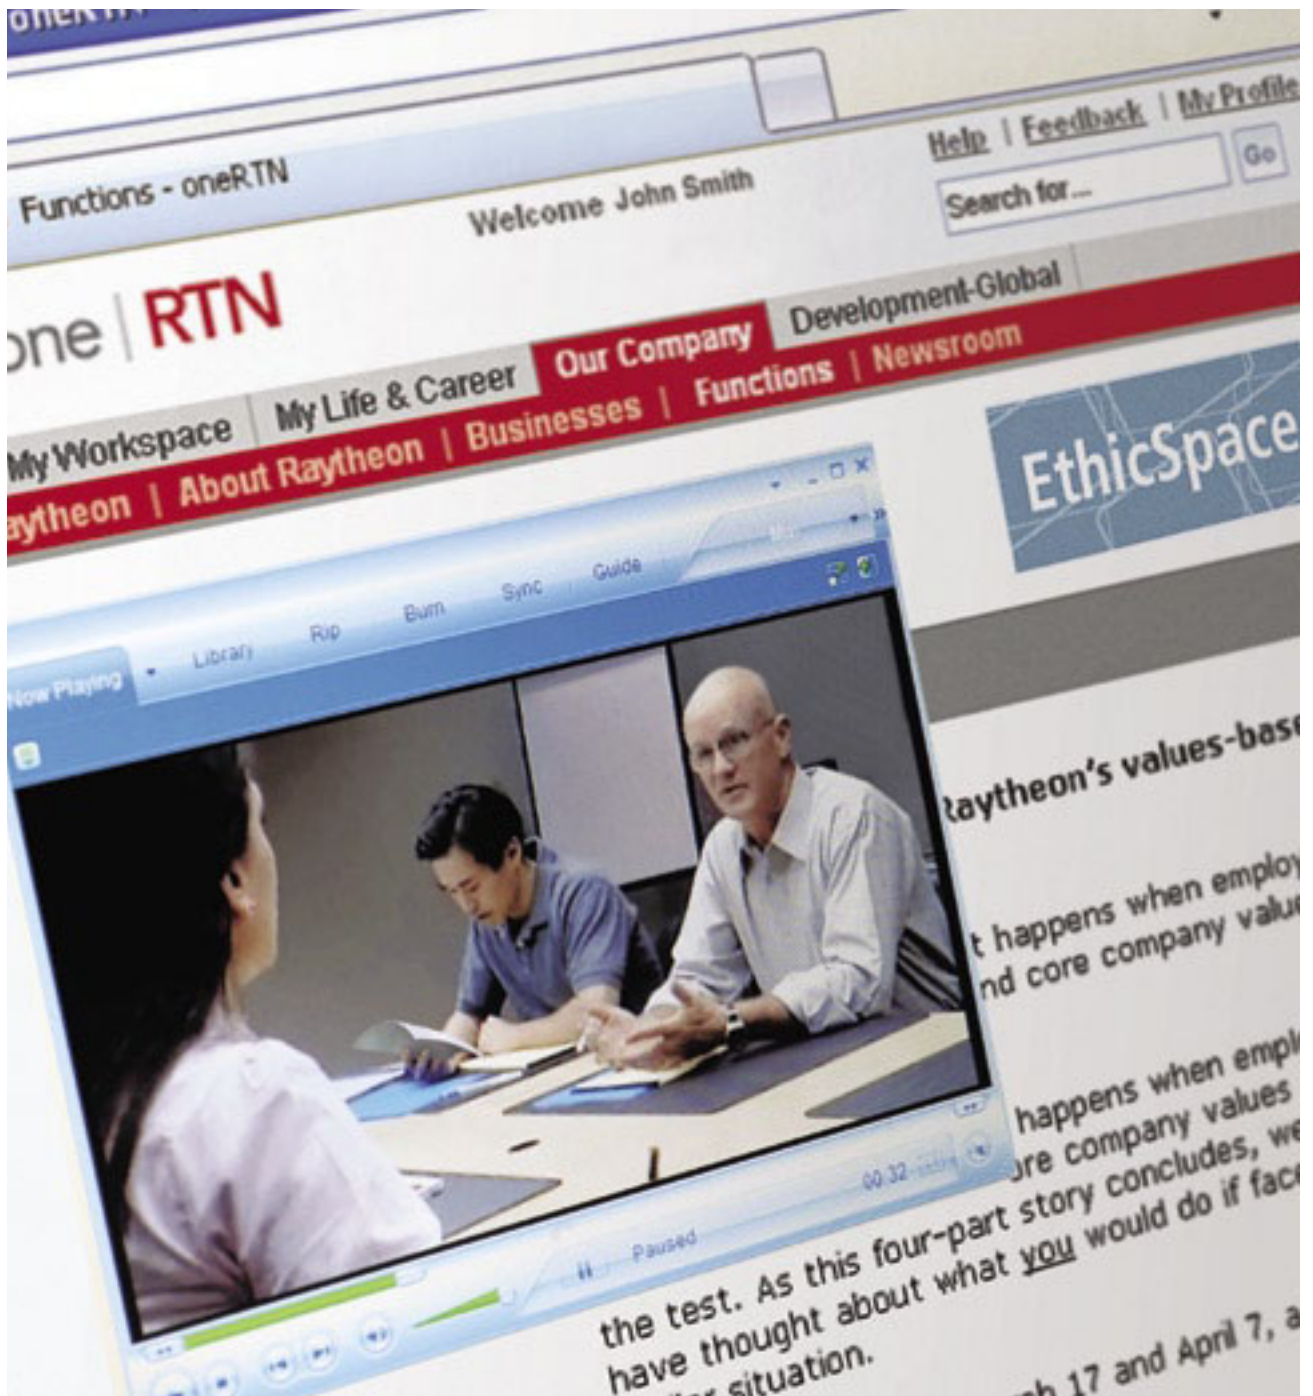 Functions - oneRTN
Welcome John Smith
Help | Feedback | My Profile
Search for...
Go
one | RTN
My Workspace | My Life & Career
Our Company
Development-Global
aytheon | About Raytheon | Businesses | Functions | Newsroom
EthicSpace
Now Playing
Library
Rip
Burn
Sync
Guide
Raytheon's values-base
t happens when employ
nd core company value
happens when emplo
ore company values
the test. As this four-part story concludes, we
have thought about what you would do if face
situation.
17 and April 7, a
Paused
00:32